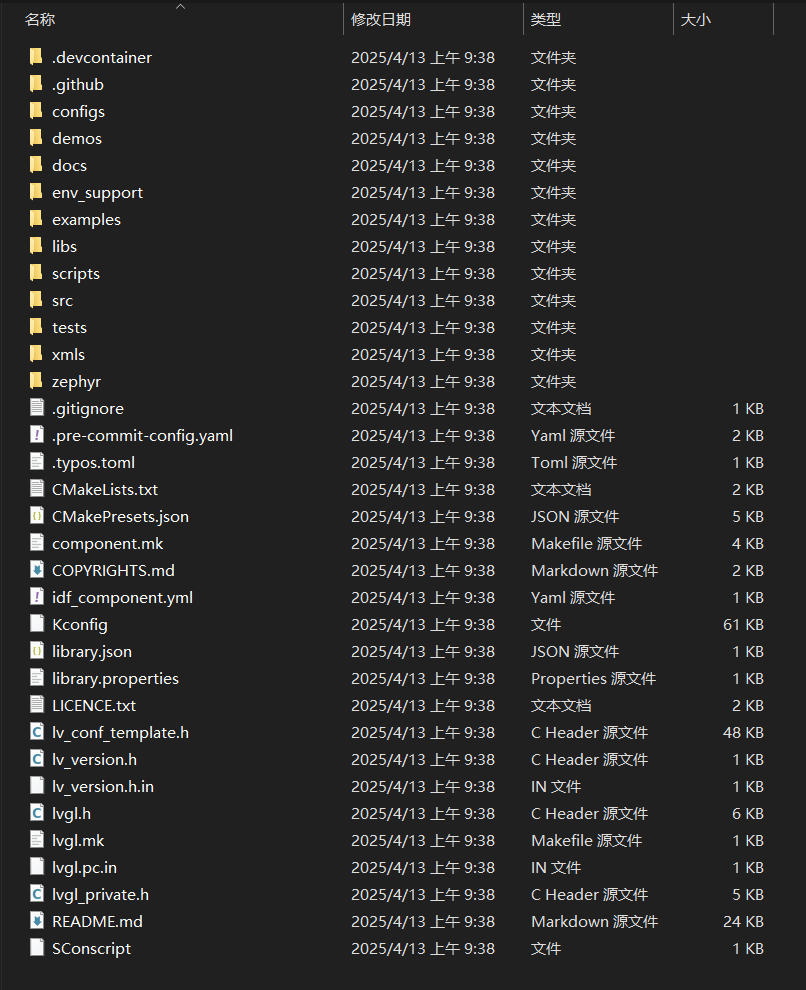 名称 修改日期 类型 大小
.devcontainer 2025/4/13 上午 9:38 文件夹
.github 2025/4/13 上午 9:38 文件夹
configs 2025/4/13 上午 9:38 文件夹
demos 2025/4/13 上午 9:38 文件夹
docs 2025/4/13 上午 9:38 文件夹
env_support 2025/4/13 上午 9:38 文件夹
examples 2025/4/13 上午 9:38 文件夹
libs 2025/4/13 上午 9:38 文件夹
scripts 2025/4/13 上午 9:38 文件夹
src 2025/4/13 上午 9:38 文件夹
tests 2025/4/13 上午 9:38 文件夹
xmls 2025/4/13 上午 9:38 文件夹
zephyr 2025/4/13 上午 9:38 文件夹
.gitignore 2025/4/13 上午 9:38 文本文档 1 KB
.pre-commit-config.yaml 2025/4/13 上午 9:38 Yaml 源文件 2 KB
.typos.toml 2025/4/13 上午 9:38 Toml 源文件 1 KB
CMakeLists.txt 2025/4/13 上午 9:38 文本文档 2 KB
CMakePresets.json 2025/4/13 上午 9:38 JSON 源文件 5 KB
component.mk 2025/4/13 上午 9:38 Makefile 源文件 4 KB
COPYRIGHTS.md 2025/4/13 上午 9:38 Markdown 源文件 2 KB
idf_component.yml 2025/4/13 上午 9:38 Yaml 源文件 1 KB
Kconfig 2025/4/13 上午 9:38 文件 61 KB
library.json 2025/4/13 上午 9:38 JSON 源文件 1 KB
library.properties 2025/4/13 上午 9:38 Properties 源文件 1 KB
LICENCE.txt 2025/4/13 上午 9:38 文本文档 2 KB
lv_conf_template.h 2025/4/13 上午 9:38 C Header 源文件 48 KB
lv_version.h 2025/4/13 上午 9:38 C Header 源文件 1 KB
lv_version.h.in 2025/4/13 上午 9:38 IN 文件 1 KB
lvgl.h 2025/4/13 上午 9:38 C Header 源文件 6 KB
lvgl.mk 2025/4/13 上午 9:38 Makefile 源文件 1 KB
lvgl.pc.in 2025/4/13 上午 9:38 IN 文件 1 KB
lvgl_private.h 2025/4/13 上午 9:38 C Header 源文件 5 KB
README.md 2025/4/13 上午 9:38 Markdown 源文件 24 KB
SConscript 2025/4/13 上午 9:38 文件 1 KB